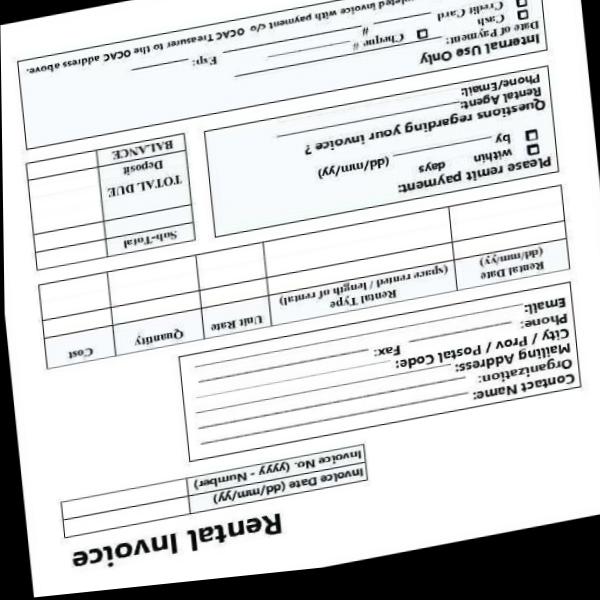 Rental Invoice
Invoice Date (dd/mm/yy)
Invoice No. (yyyy - Number)
Contact Name:
Organization:
Mailing Address:
City / Prov / Postal Code:
Phone: Fax:
Email:
Rental Date (dd/mm/yy) Rental Type (space rented / length of rental) Unit Rate Quantity Cost
Sub-Total
TOTAL DUE
Deposit
BALANCE
Please remit payment:
within days
by (dd/mm/yy)
Questions regarding your invoice ?
Rental Agent:
Phone/Email:
Internal Use Only
Date of Payment:
Cash Cheque #
Credit Card # Exp:
invoice with payment c/o OCAC Treasurer to the OCAC address above.